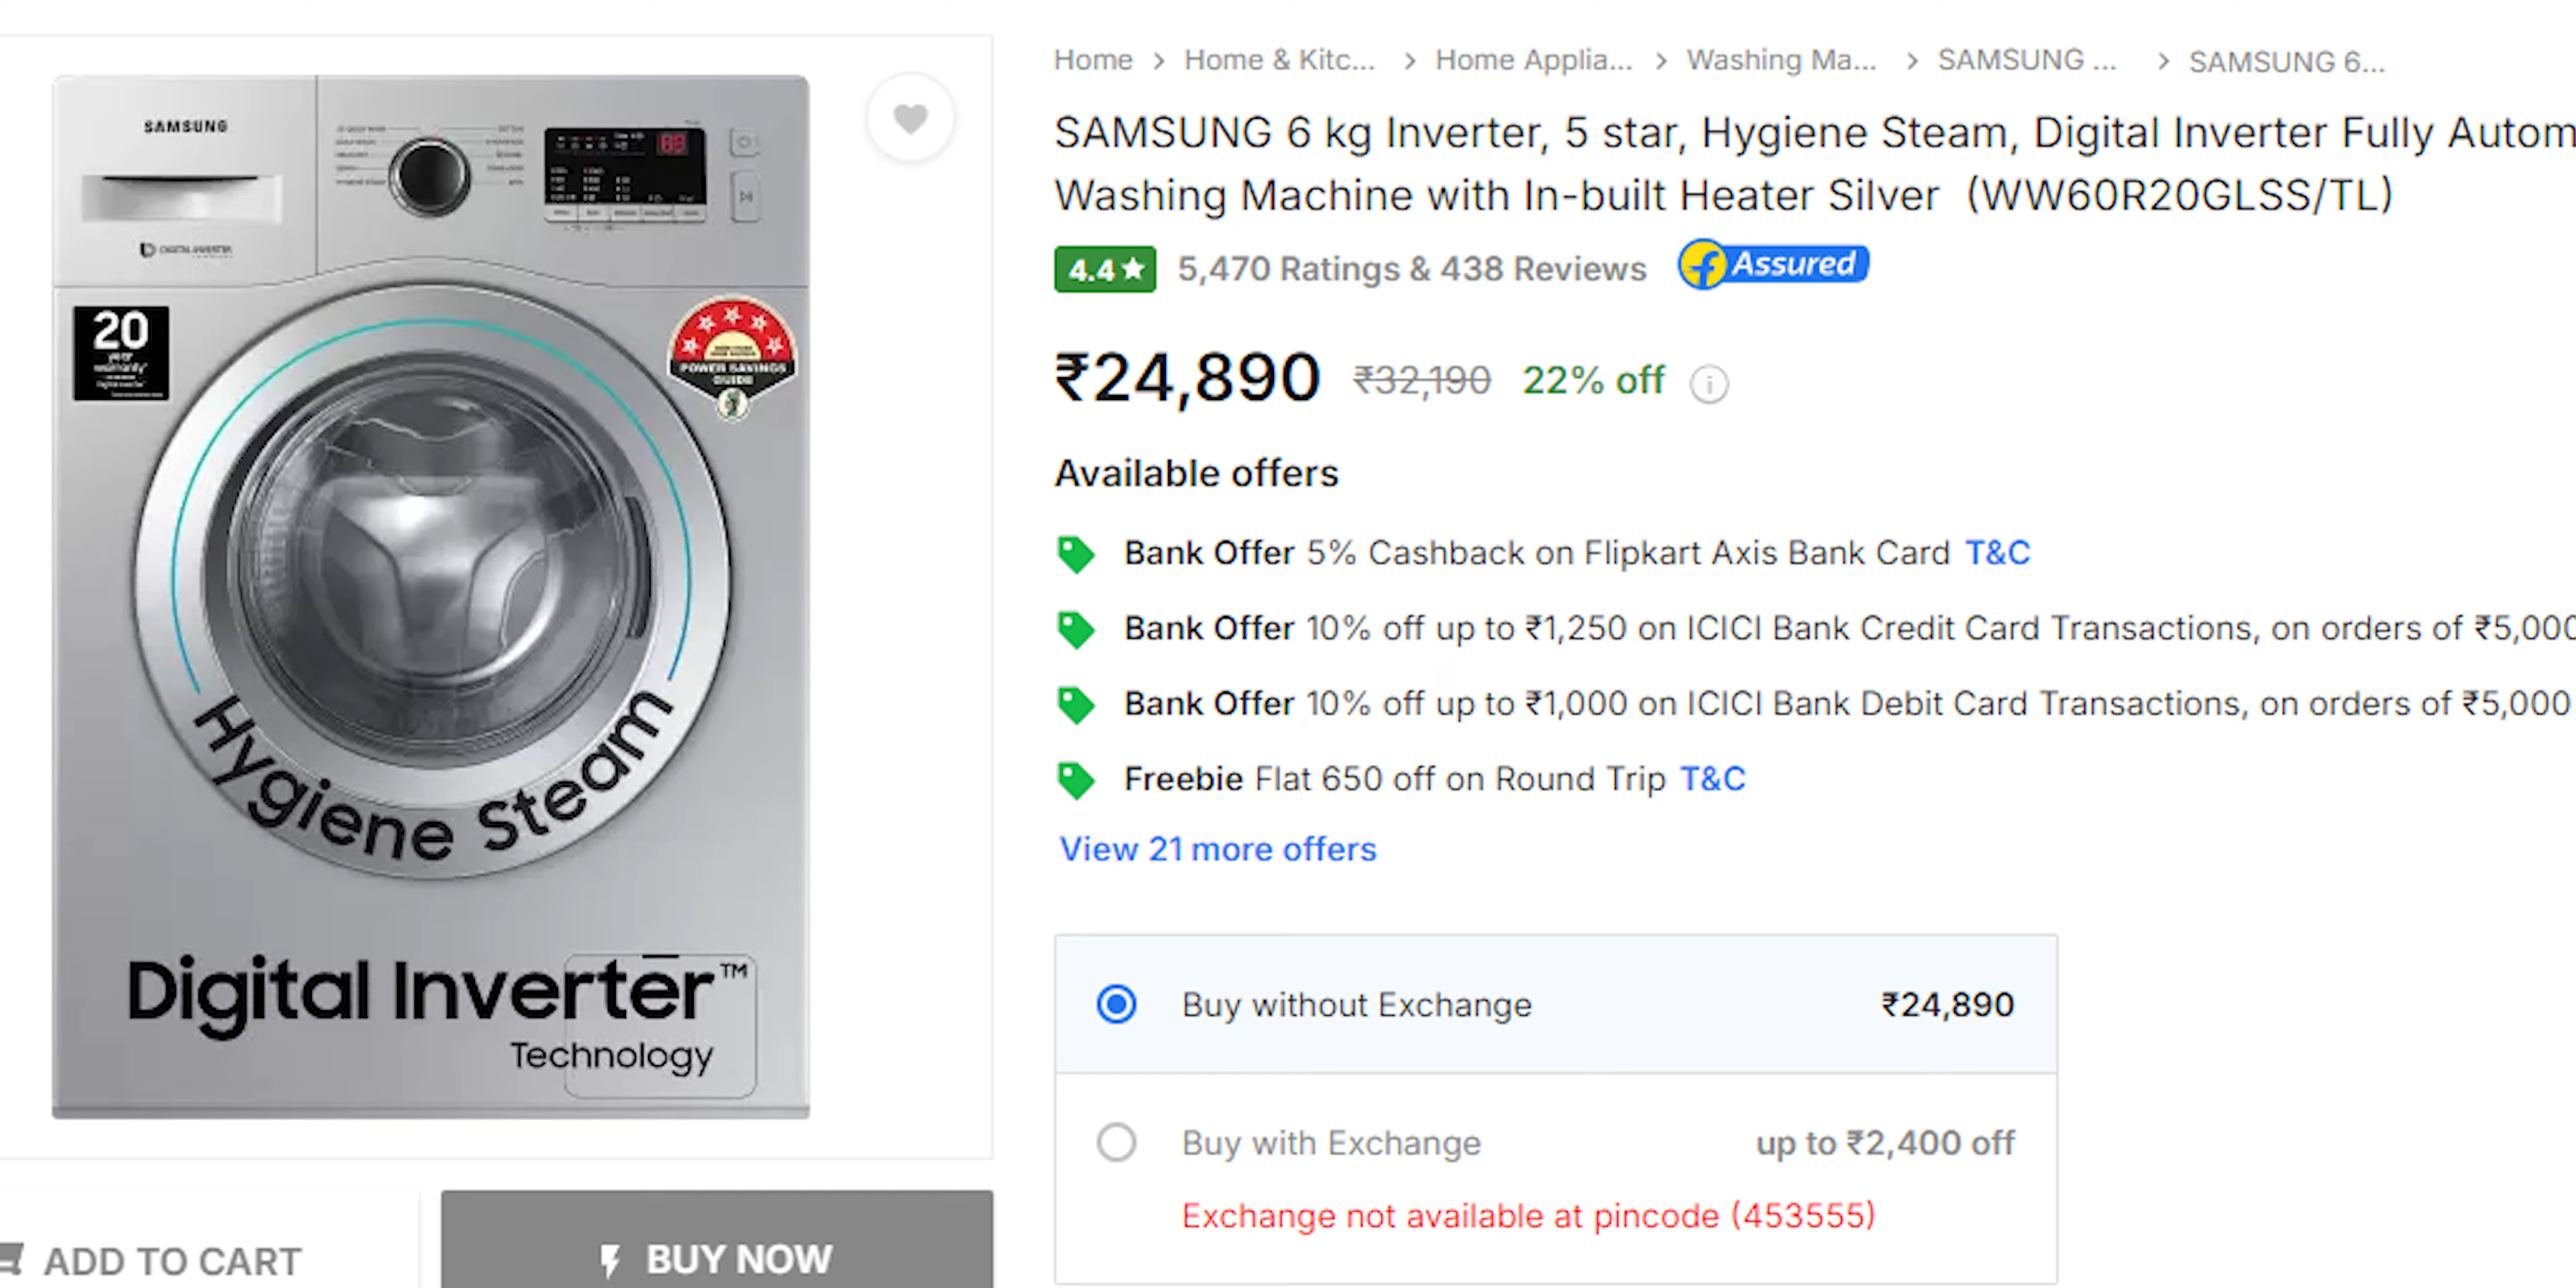 Home > Home & Kitc... > Home Applia... > Washing Ma... > SAMSUNG ... > SAMSUNG 6...
SAMSUNG 6 kg Inverter, 5 star, Hygiene Steam, Digital Inverter Fully Autom
Washing Machine with In-built Heater Silver (WW60R20GLSS/TL)
4.4★ 5,470 Ratings & 438 Reviews Assured
₹24,890 ₹32,190 22% off
Available offers
Bank Offer 5% Cashback on Flipkart Axis Bank Card T&C
Bank Offer 10% off up to ₹1,250 on ICICI Bank Credit Card Transactions, on orders of ₹5,000
Bank Offer 10% off up to ₹1,000 on ICICI Bank Debit Card Transactions, on orders of ₹5,000
Freebie Flat 650 off on Round Trip T&C
View 21 more offers
Buy without Exchange ₹24,890
Buy with Exchange up to ₹2,400 off
Exchange not available at pincode (453555)
SAMSUNG
DIGITAL INVERTER
20
year
warranty*
POWER SAVINGS
GUIDE
Hygiene Steam
Digital Inverter™
Technology
ADD TO CART
BUY NOW